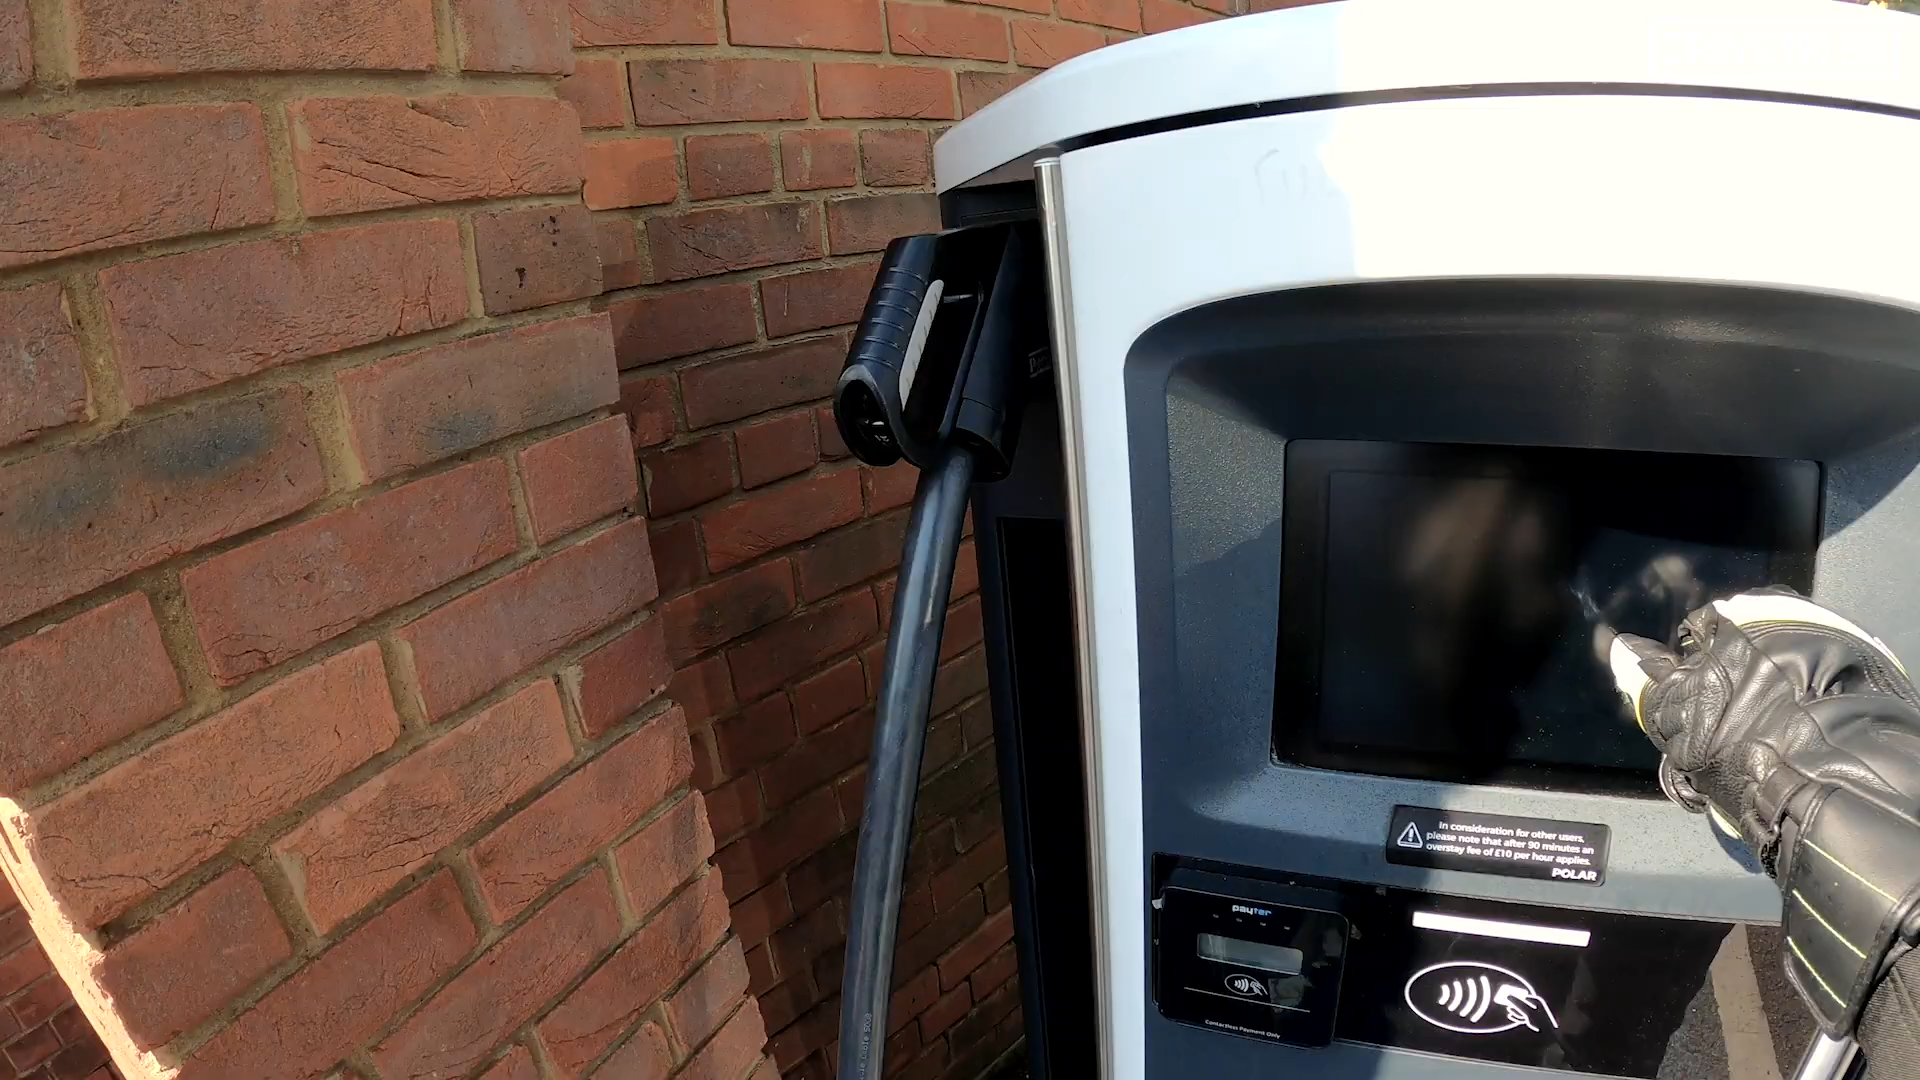 In consideration for other users,
please note that after 90 minutes an
overstay fee of £10 per hour applies.
POLAR
payter
Contactless Payment Only